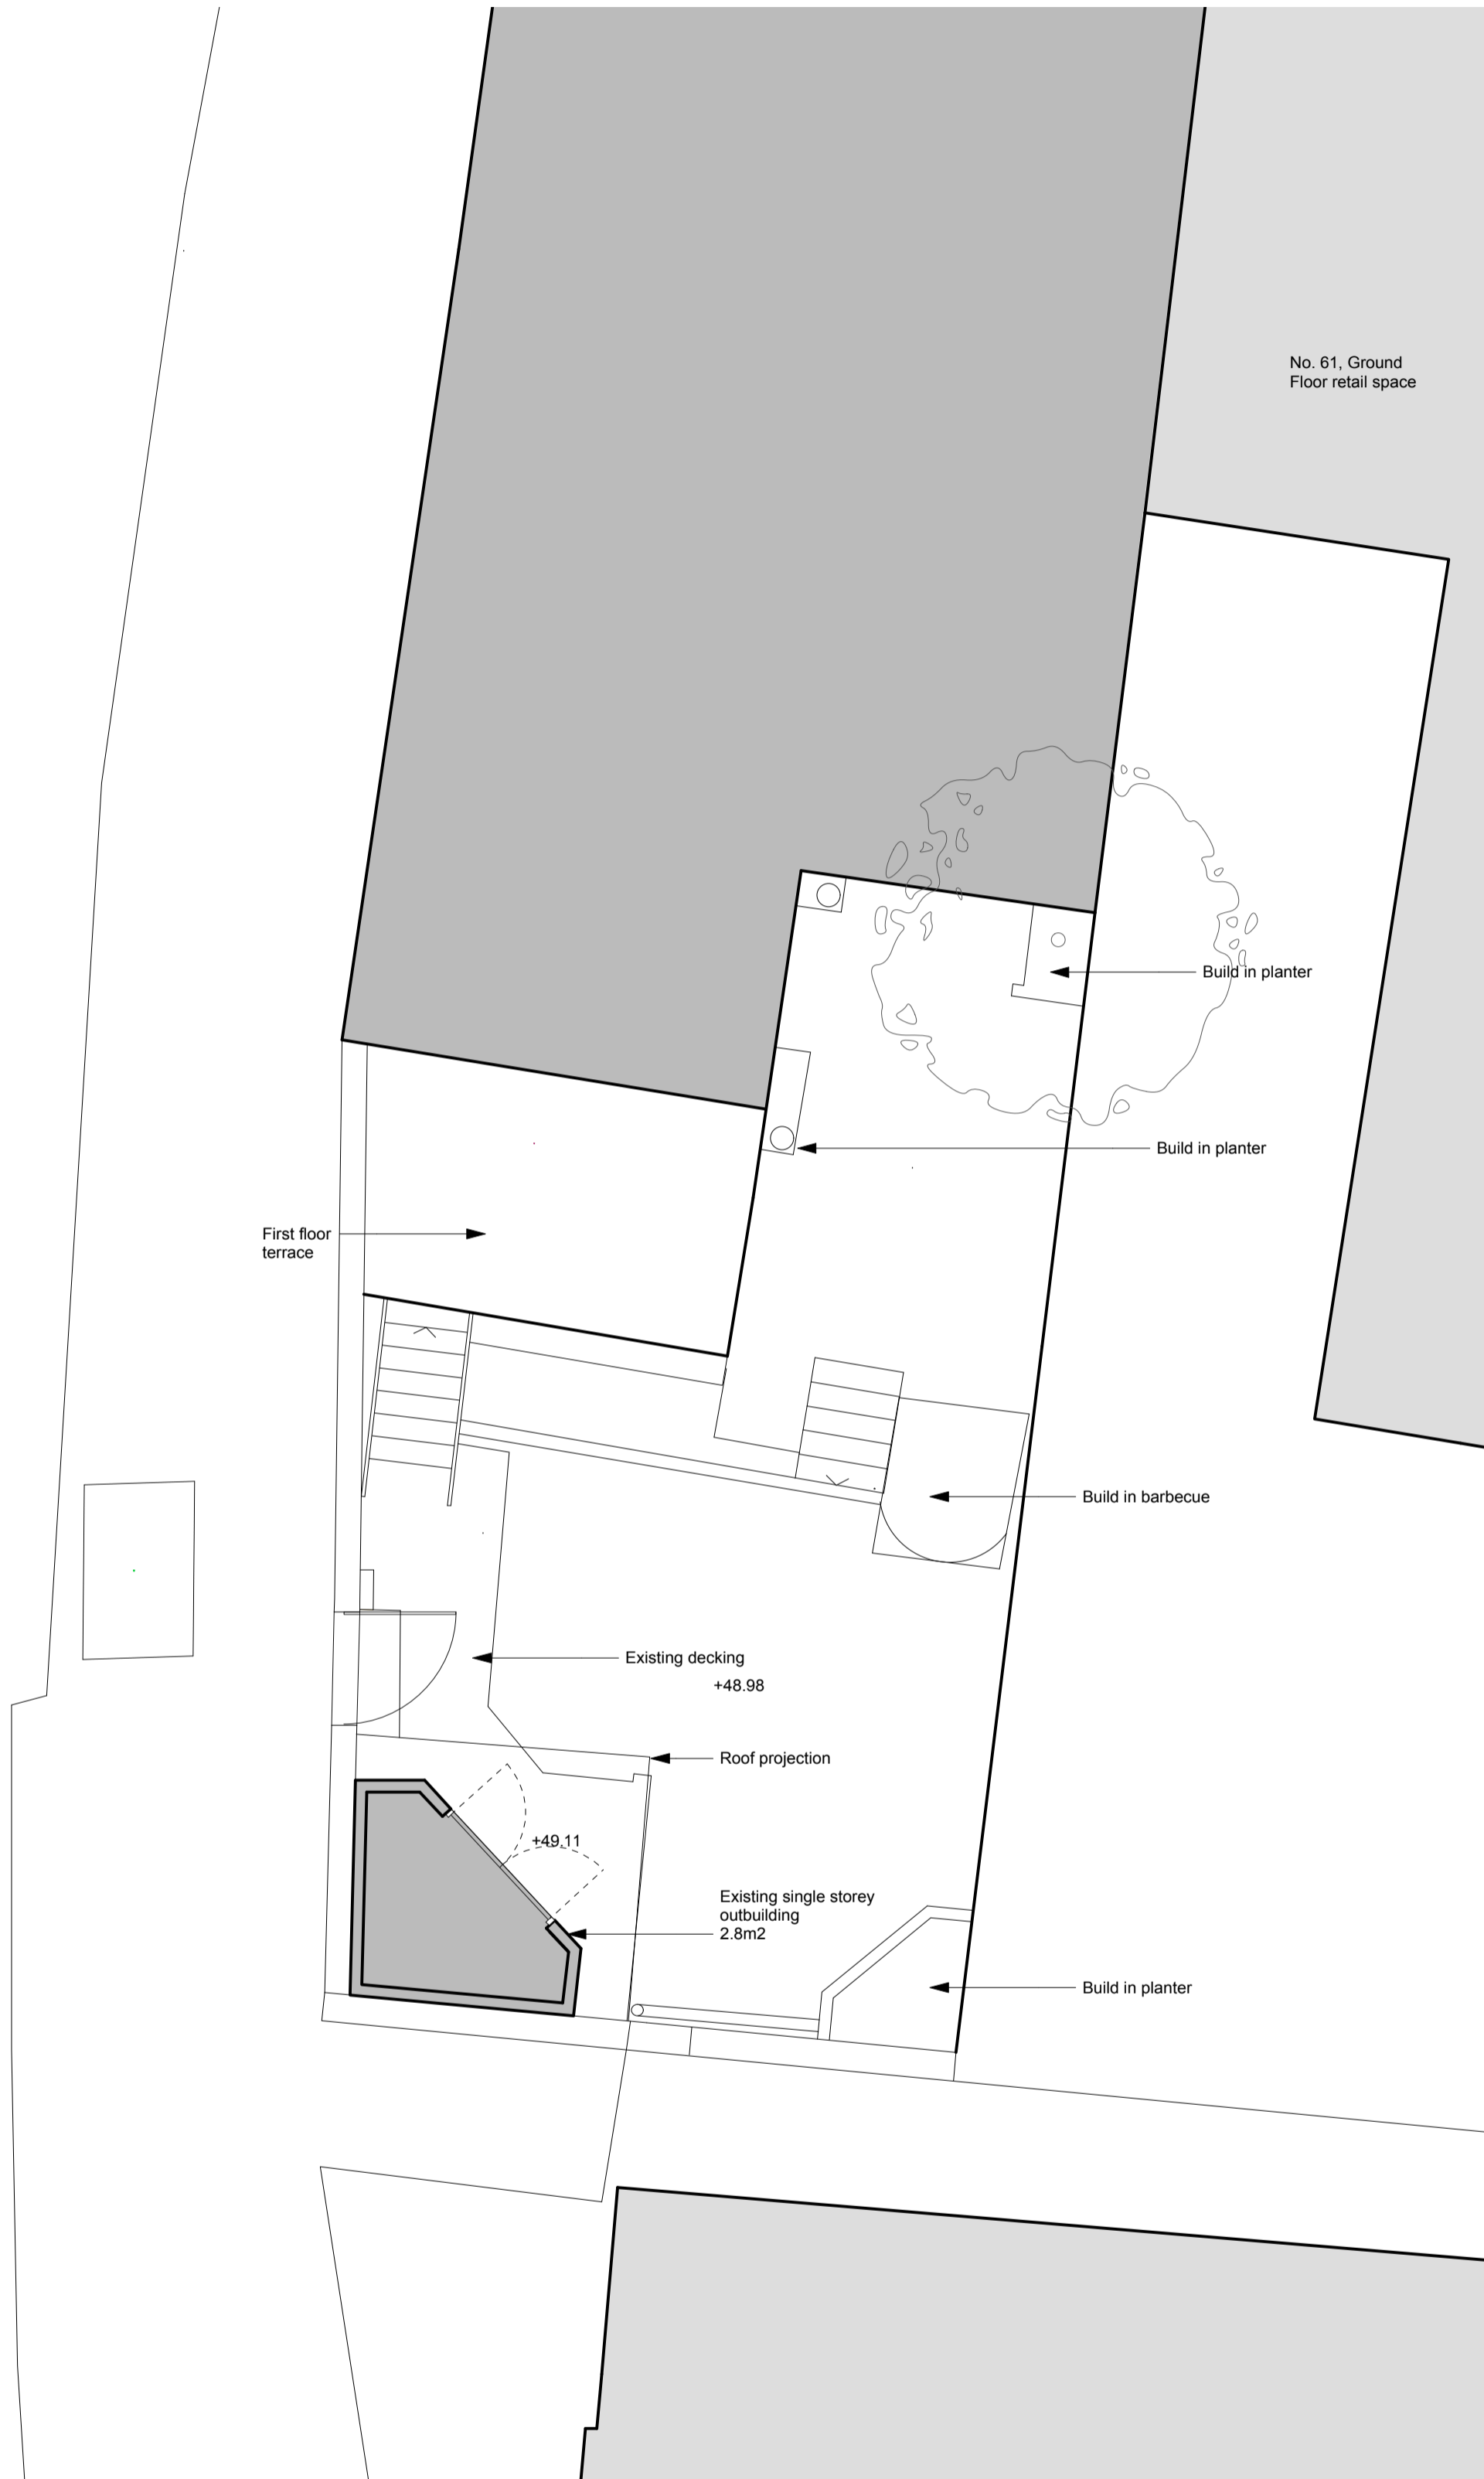 No. 61, Ground
Floor retail space
Build in planter
Build in planter
First floor
terrace
Build in barbecue
Existing decking
+48.98
Roof projection
+49.11
Existing single storey
outbuilding
2.8m2
Build in planter